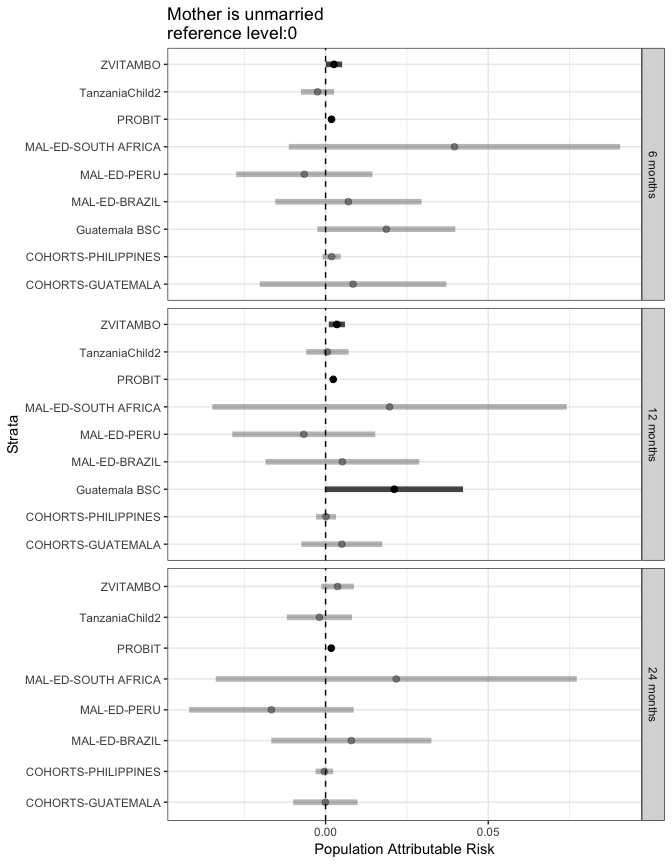 Mother is unmarried
reference level:0
ZVITAMBO
TanzaniaChild2
PROBIT
MAL-ED-SOUTH AFRICA
MAL-ED-PERU
MAL-ED-BRAZIL
Guatemala BSC
COHORTS-PHILIPPINES
COHORTS-GUATEMALA
6 months
ZVITAMBO
TanzaniaChild2
PROBIT
MAL-ED-SOUTH AFRICA
MAL-ED-PERU
MAL-ED-BRAZIL
Guatemala BSC
COHORTS-PHILIPPINES
COHORTS-GUATEMALA
12 months
ZVITAMBO
TanzaniaChild2
PROBIT
MAL-ED-SOUTH AFRICA
MAL-ED-PERU
MAL-ED-BRAZIL
COHORTS-PHILIPPINES
COHORTS-GUATEMALA
24 months
Strata
0.00
0.05
Population Attributable Risk